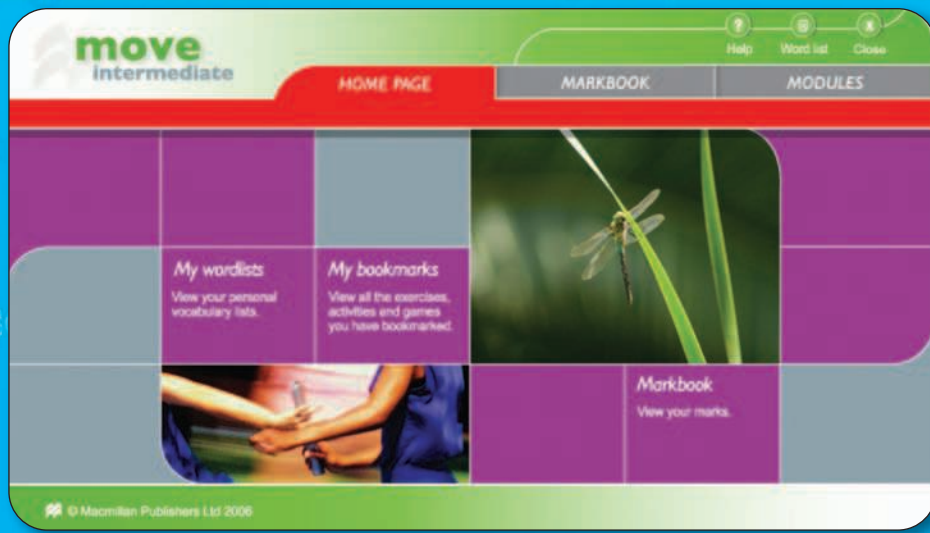 move
intermediate
Help Word list Close
HOME PAGE MARKBOOK MODULES
My wordlists
View your personal
vocabulary lists.
My bookmarks
View all the exercises,
activities and games
you have bookmarked.
Markbook
View your marks.
© Macmillan Publishers Ltd 2006